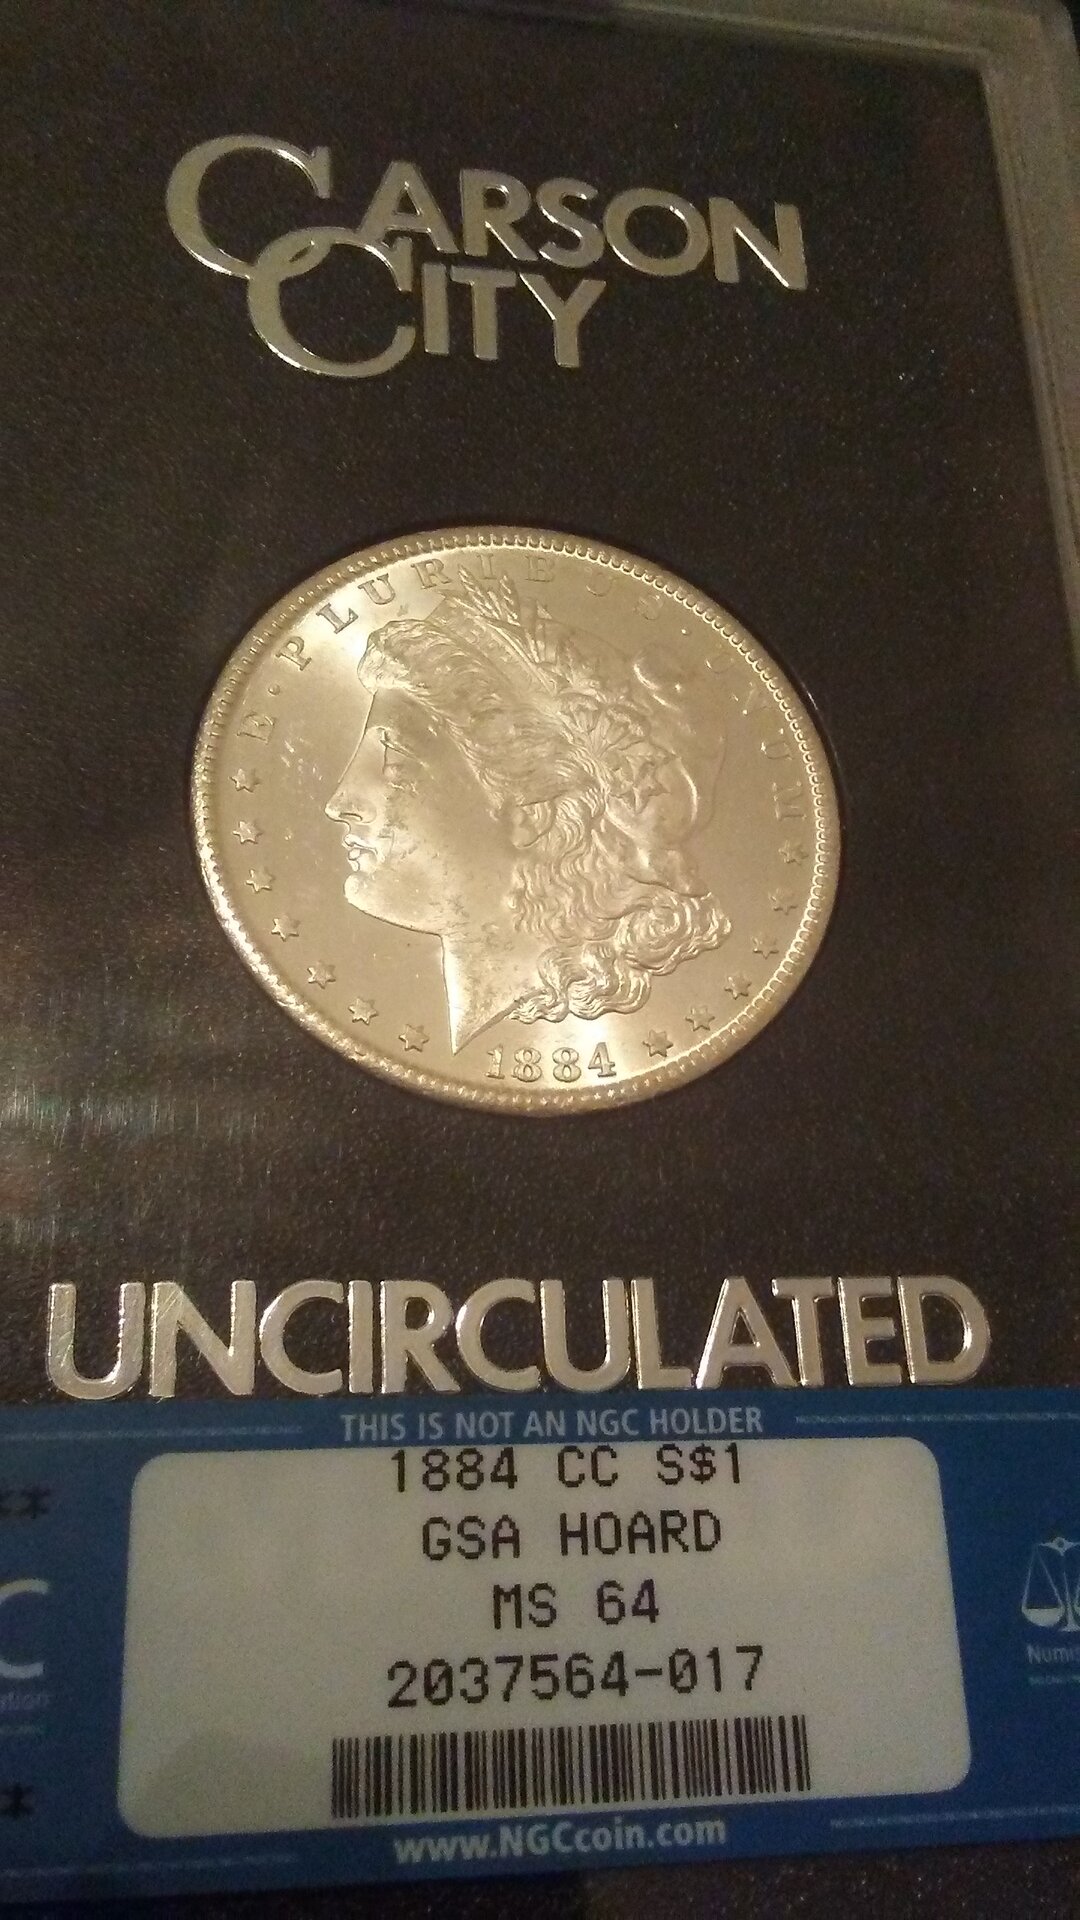 CARSON
CITY
E · PLURIBUS · UNUM
1884
UNCIRCULATED
THIS IS NOT AN NGC HOLDER
1884 CC S$1
GSA HOARD
MS 64
2037564-017
www.NGCcoin.com